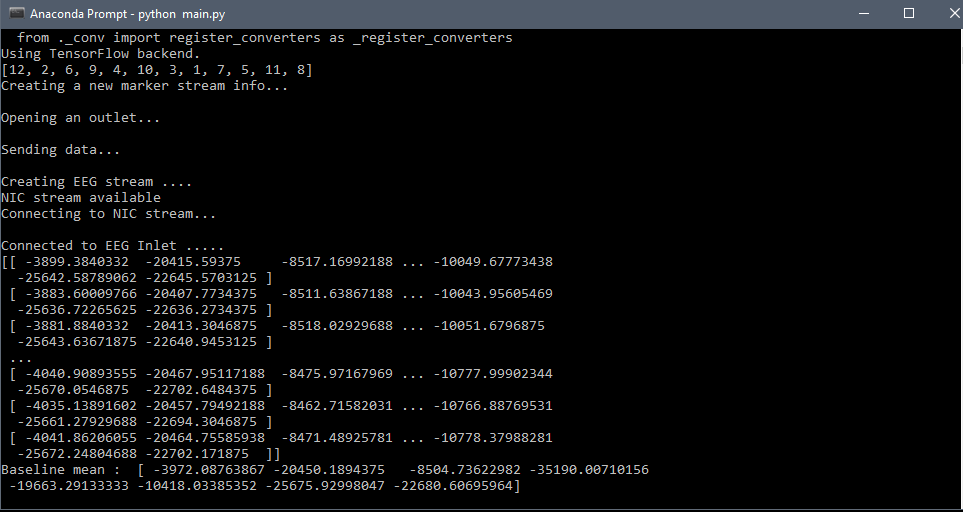 Anaconda Prompt - python  main.py
  from ._conv import register_converters as _register_converters
Using TensorFlow backend.
[12, 2, 6, 9, 4, 10, 3, 1, 7, 5, 11, 8]
Creating a new marker stream info...
Opening an outlet...
Sending data...
Creating EEG stream ....
NIC stream available
Connecting to NIC stream...
Connected to EEG Inlet .....
[[ -3899.3840332  -20415.59375     -8517.16992188 ... -10049.67773438
  -25642.58789062 -22645.5703125 ]
 [ -3883.60009766 -20407.7734375   -8511.63867188 ... -10043.95605469
  -25636.72265625 -22636.2734375 ]
 [ -3881.8840332  -20413.3046875   -8518.02929688 ... -10051.6796875
  -25643.63671875 -22640.9453125 ]
 ...
 [ -4040.90893555 -20467.95117188  -8475.97167969 ... -10777.99902344
  -25670.0546875  -22702.6484375 ]
 [ -4035.13891602 -20457.79492188  -8462.71582031 ... -10766.88769531
  -25661.27929688 -22694.3046875 ]
 [ -4041.86206055 -20464.75585938  -8471.48925781 ... -10778.37988281
  -25672.24804688 -22702.171875  ]]
Baseline mean :  [ -3972.08763867 -20450.1894375   -8504.73622982 -35190.00710156
 -19663.29133333 -10418.03385352 -25675.92998047 -22680.60695964]